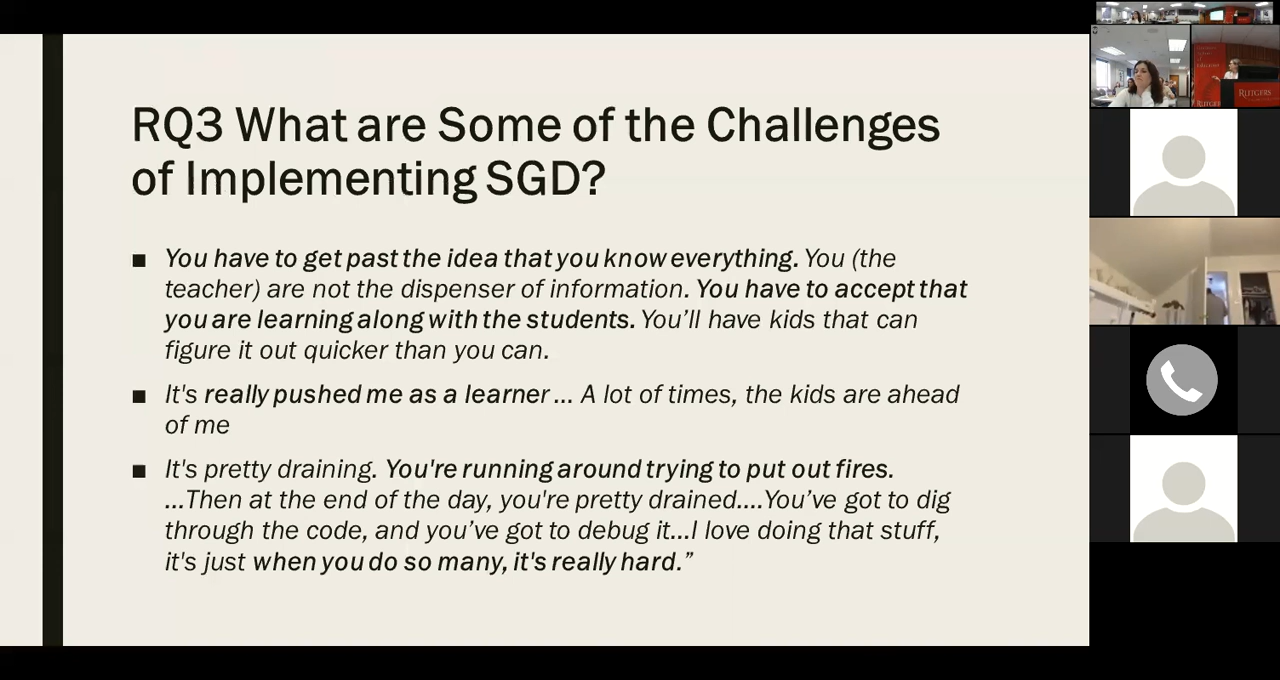 RQ3 What are Some of the Challenges
of Implementing SGD?
■ You have to get past the idea that you know everything. You (the
teacher) are not the dispenser of information. You have to accept that
you are learning along with the students. You’ll have kids that can
figure it out quicker than you can.
■ It's really pushed me as a learner ... A lot of times, the kids are ahead
of me
■ It's pretty draining. You're running around trying to put out fires.
...Then at the end of the day, you're pretty drained....You’ve got to dig
through the code, and you’ve got to debug it...I love doing that stuff,
it's just when you do so many, it's really hard.”
RUTGERS